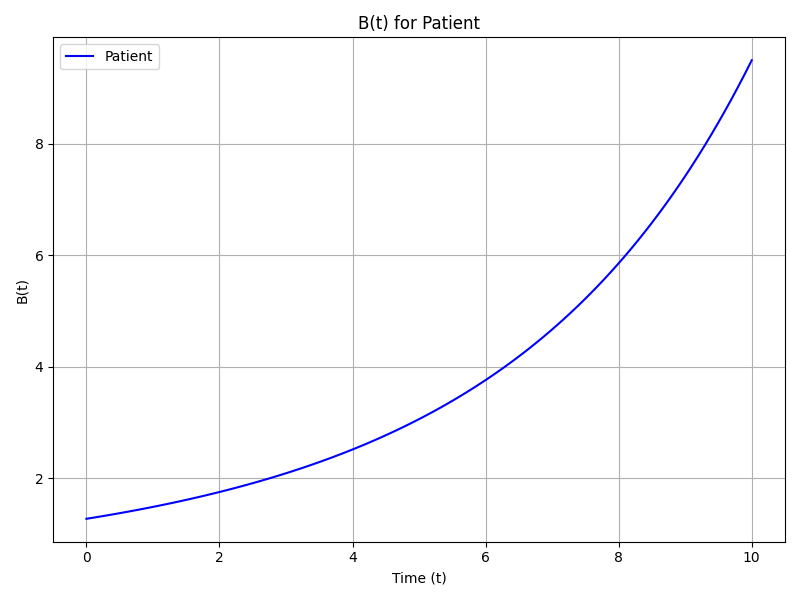 B(t) for Patient
Patient
B(t)
8
6
4
2
0 2 4 6 8 10
Time (t)